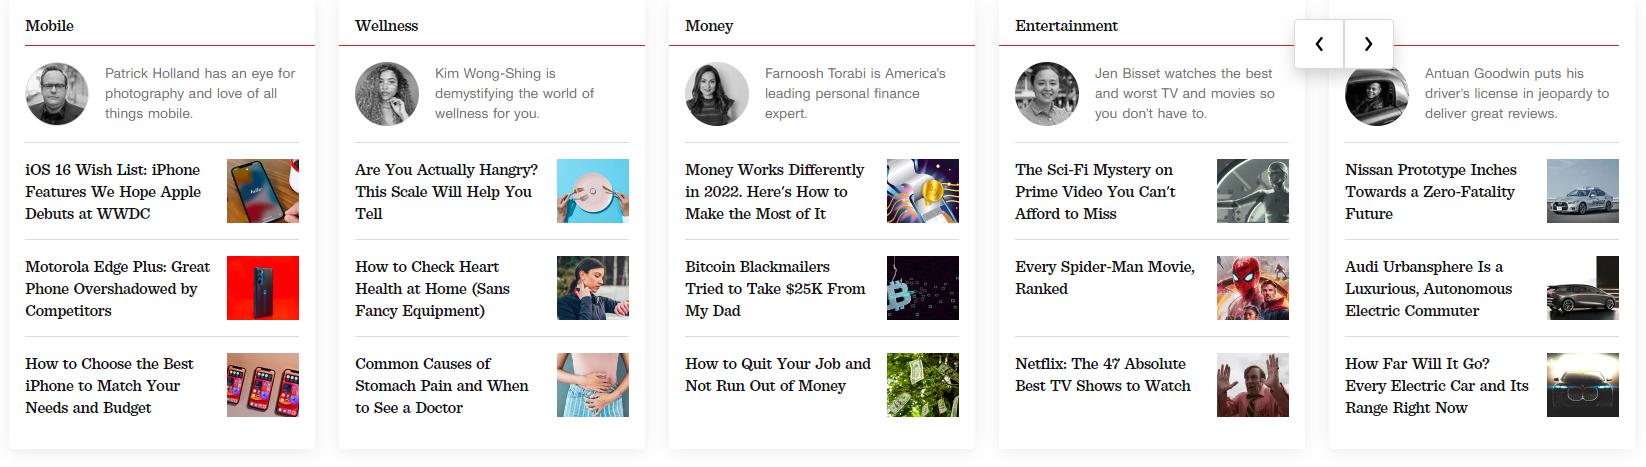 Mobile
Patrick Holland has an eye for
photography and love of all
things mobile.
iOS 16 Wish List: iPhone
Features We Hope Apple
Debuts at WWDC
Motorola Edge Plus: Great
Phone Overshadowed by
Competitors
How to Choose the Best
iPhone to Match Your
Needs and Budget
Wellness
Kim Wong-Shing is
demystifying the world of
wellness for you.
Are You Actually Hangry?
This Scale Will Help You
Tell
How to Check Heart
Health at Home (Sans
Fancy Equipment)
Common Causes of
Stomach Pain and When
to See a Doctor
Money
Farnoosh Torabi is America's
leading personal finance
expert.
Money Works Differently
in 2022. Here's How to
Make the Most of It
Bitcoin Blackmailers
Tried to Take $25K From
My Dad
How to Quit Your Job and
Not Run Out of Money
Entertainment
Jen Bisset watches the best
and worst TV and movies so
you don't have to.
The Sci-Fi Mystery on
Prime Video You Can't
Afford to Miss
Every Spider-Man Movie,
Ranked
Netflix: The 47 Absolute
Best TV Shows to Watch
Antuan Goodwin puts his
driver's license in jeopardy to
deliver great reviews.
Nissan Prototype Inches
Towards a Zero-Fatality
Future
Audi Urbansphere Is a
Luxurious, Autonomous
Electric Commuter
How Far Will It Go?
Every Electric Car and Its
Range Right Now